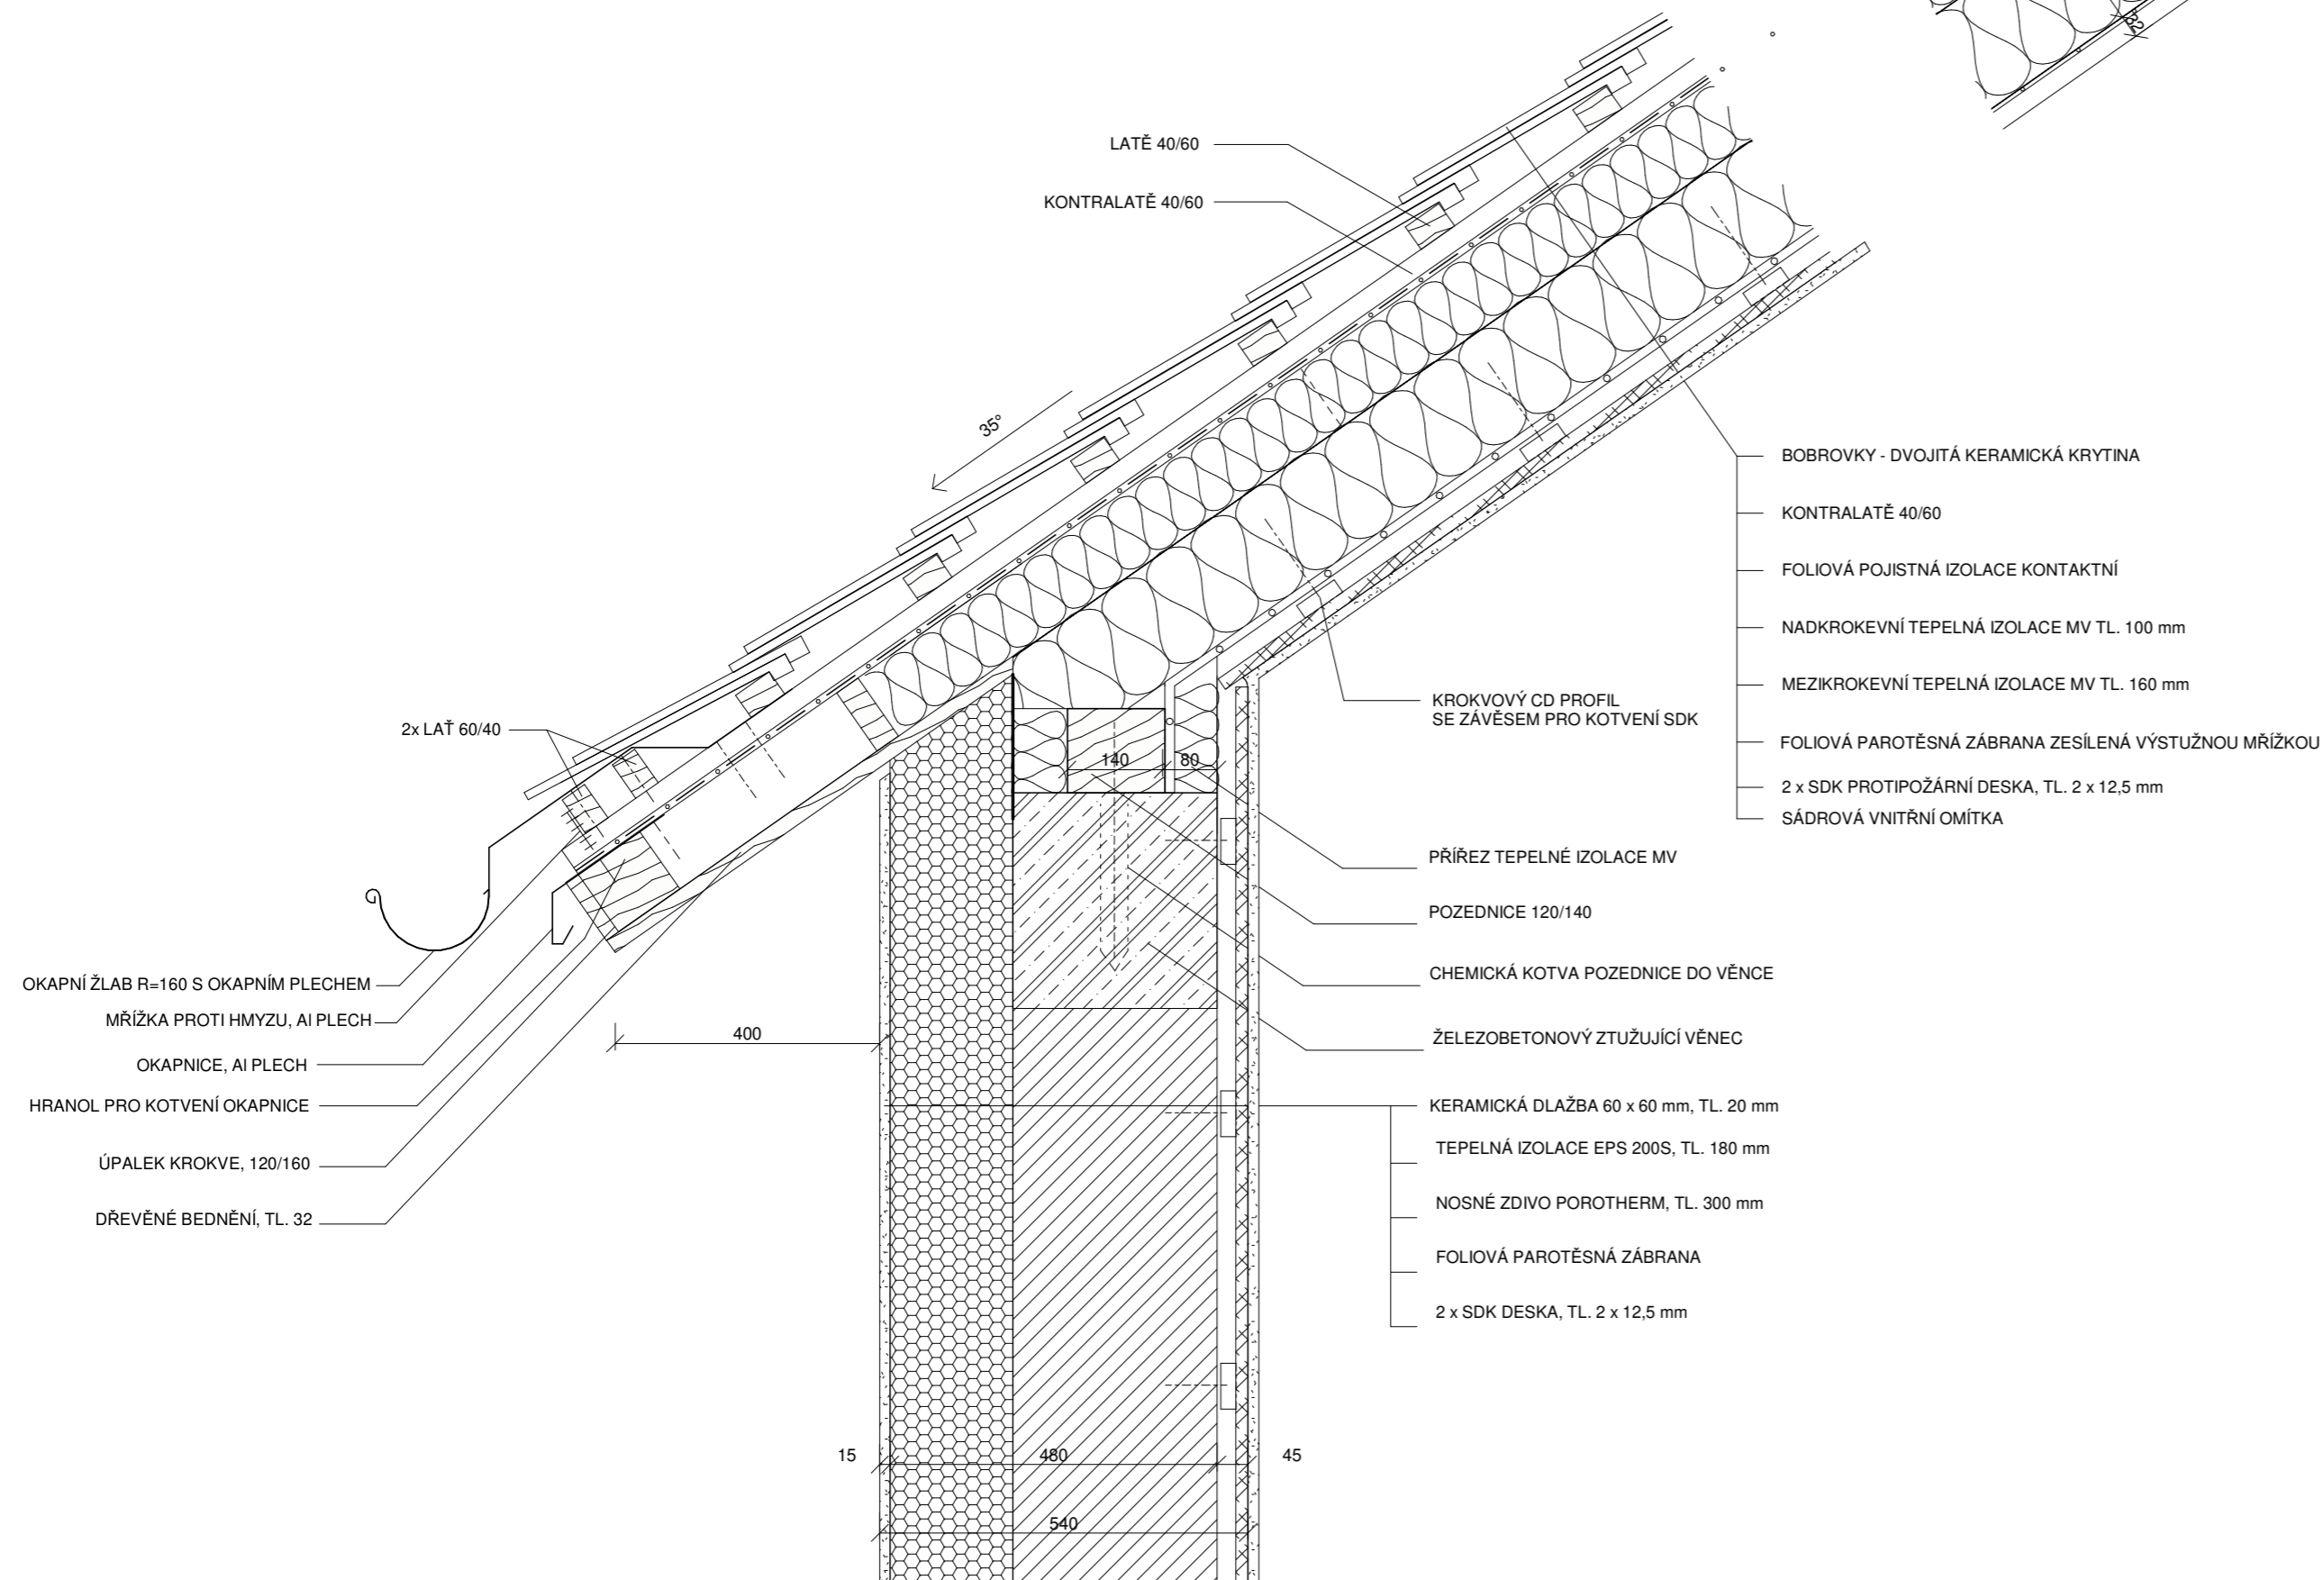 32
LATĚ 40/60
KONTRALATĚ 40/60
35°
BOBROVKY - DVOJITÁ KERAMICKÁ KRYTINA
KONTRALATĚ 40/60
FOLIOVÁ POJISTNÁ IZOLACE KONTAKTNÍ
NADKROKEVNÍ TEPELNÁ IZOLACE MV TL. 100 mm
MEZIKROKEVNÍ TEPELNÁ IZOLACE MV TL. 160 mm
FOLIOVÁ PAROTĚSNÁ ZÁBRANA ZESÍLENÁ VÝSTUŽNOU MŘÍŽKOU
2 x SDK PROTIPOŽÁRNÍ DESKA, TL. 2 x 12,5 mm
SÁDROVÁ VNITŘNÍ OMÍTKA
KROKVOVÝ CD PROFIL
SE ZÁVĚSEM PRO KOTVENÍ SDK
2x LAŤ 60/40
140
80
PŘÍŘEZ TEPELNÉ IZOLACE MV
POZEDNICE 120/140
CHEMICKÁ KOTVA POZEDNICE DO VĚNCE
ŽELEZOBETONOVÝ ZTUŽUJÍCÍ VĚNEC
OKAPNÍ ŽLAB R=160 S OKAPNÍM PLECHEM
MŘÍŽKA PROTI HMYZU, Al PLECH
OKAPNICE, Al PLECH
HRANOL PRO KOTVENÍ OKAPNICE
ÚPALEK KROKVE, 120/160
DŘEVĚNÉ BEDNĚNÍ, TL. 32
400
KERAMICKÁ DLAŽBA 60 x 60 mm, TL. 20 mm
TEPELNÁ IZOLACE EPS 200S, TL. 180 mm
NOSNÉ ZDIVO POROTHERM, TL. 300 mm
FOLIOVÁ PAROTĚSNÁ ZÁBRANA
2 x SDK DESKA, TL. 2 x 12,5 mm
15
480
45
540